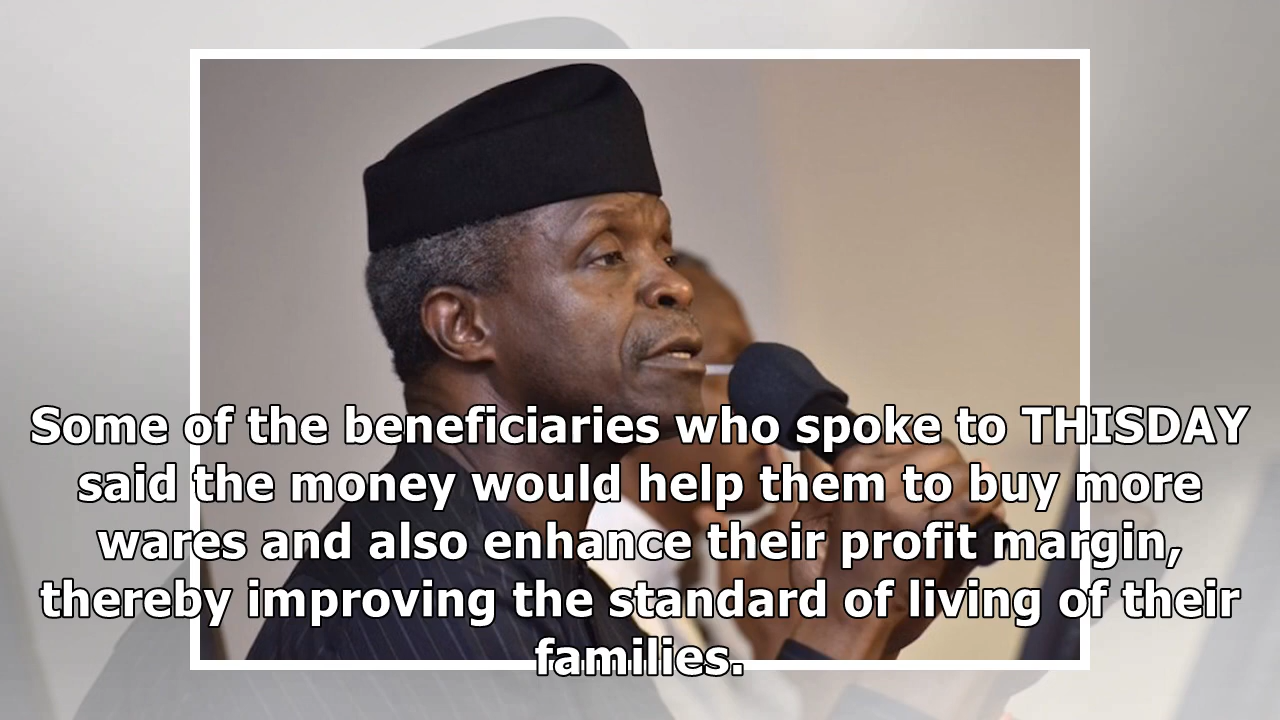 Some of the beneficiaries who spoke to THISDAY
said the money would help them to buy more
wares and also enhance their profit margin,
thereby improving the standard of living of their
families.